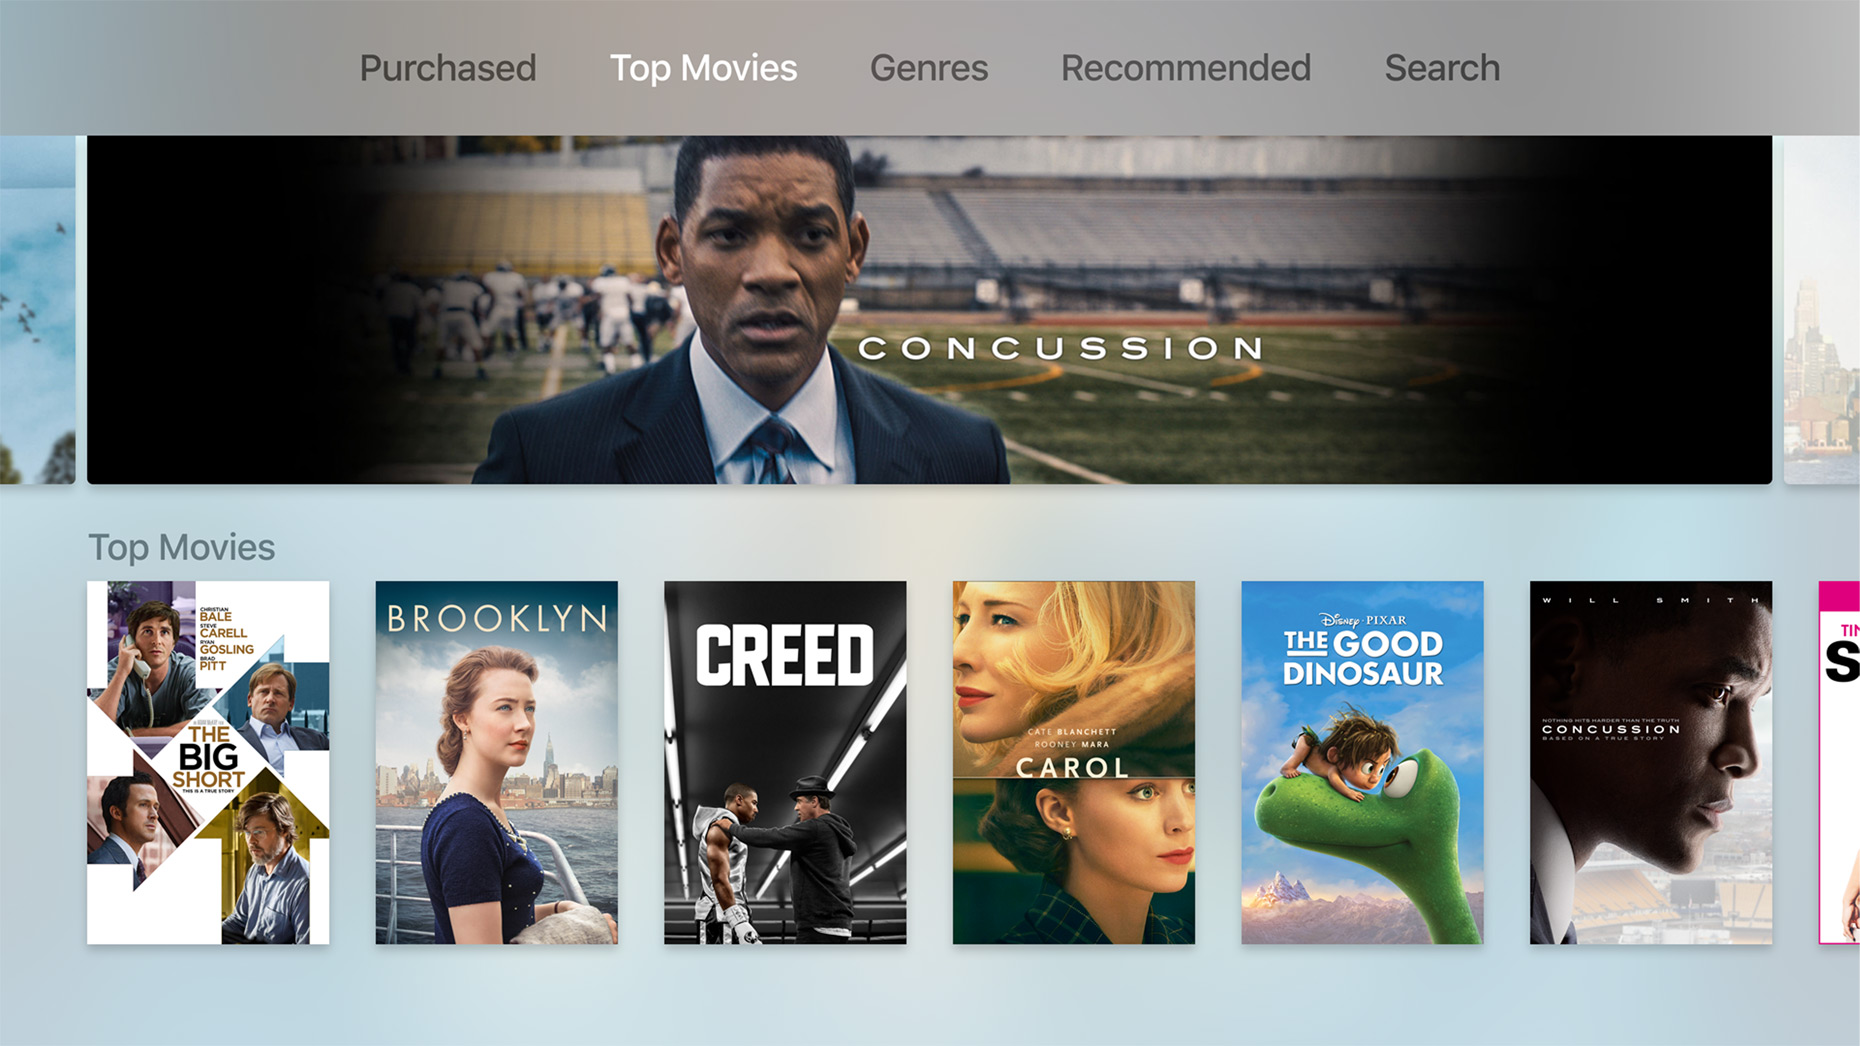 Purchased
Top Movies
Genres
Recommended
Search
CONCUSSION
Top Movies
CHRISTIAN
BALE
STEVE
CARELL
RYAN
GOSLING
BRAD
PITT
THE
BIG
SHORT
THIS IS A TRUE STORY
BROOKLYN
CREED
CATE BLANCHETT
ROONEY MARA
CAROL
Disney · PIXAR
THE GOOD
DINOSAUR
WILL SMITH
NOTHING HITS HARDER THAN THE TRUTH
CONCUSSION
BASED ON A TRUE STORY